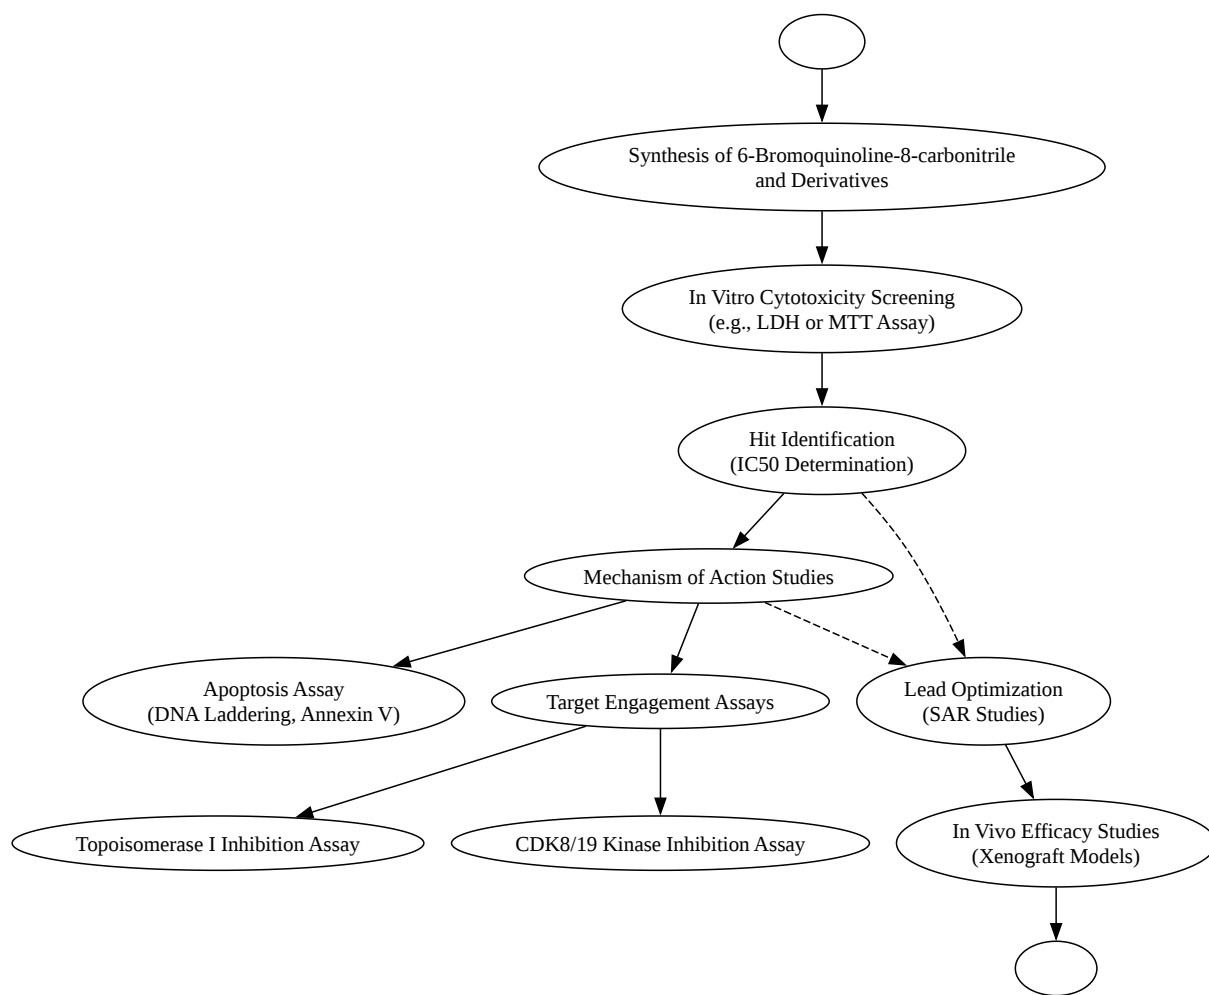 Synthesis of 6-Bromoquinoline-8-carbonitrile
and Derivatives
In Vitro Cytotoxicity Screening
(e.g., LDH or MTT Assay)
Hit Identification
(IC50 Determination)
Mechanism of Action Studies
Apoptosis Assay
(DNA Laddering, Annexin V)
Target Engagement Assays
Lead Optimization
(SAR Studies)
Topoisomerase I Inhibition Assay
CDK8/19 Kinase Inhibition Assay
In Vivo Efficacy Studies
(Xenograft Models)